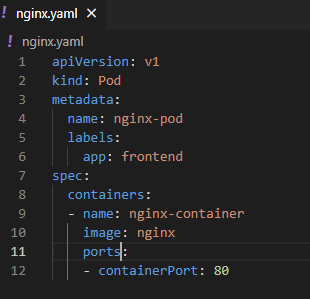 ! nginx.yaml ×
! nginx.yaml
1 apiVersion: v1
2 kind: Pod
3 metadata:
4   name: nginx-pod
5   labels:
6     app: frontend
7 spec:
8   containers:
9   - name: nginx-container
10     image: nginx
11     ports:
12     - containerPort: 80